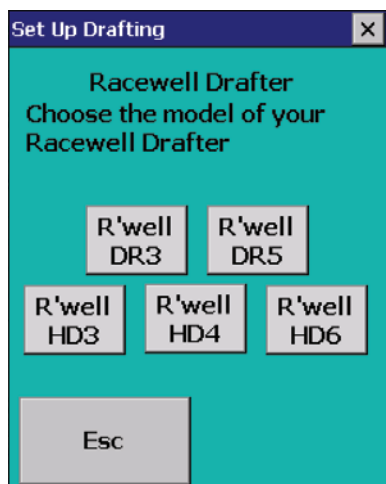 Set Up Drafting
Racewell Drafter
Choose the model of your
Racewell Drafter
R'well R'well
DR3 DR5
R'well R'well R'well
HD3 HD4 HD6
Esc